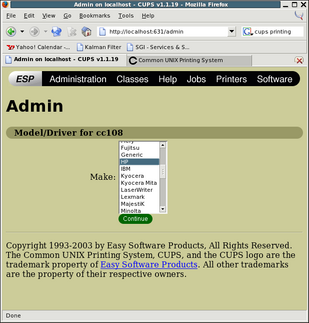 Admin on localhost - CUPS v1.1.19 - Mozilla Firefox
File Edit View Go Bookmarks Tools Help
http://localhost:631/admin
cups printing
Yahoo! Calendar -...
Kalman Filter
SGI - Services & S...
Admin on localhost - CUPS v1.1.19
Common UNIX Printing System
ESP Administration Classes Help Jobs Printers Software
Admin
Model/Driver for cc108
Make:
Fujitsu
Generic
HP
IBM
Kyocera
Kyocera Mita
LaserWriter
Lexmark
MajestiK
Minolta
Continue
Copyright 1993-2003 by Easy Software Products, All Rights Reserved.
The Common UNIX Printing System, CUPS, and the CUPS logo are the
trademark property of Easy Software Products. All other trademarks
are the property of their respective owners.
Done